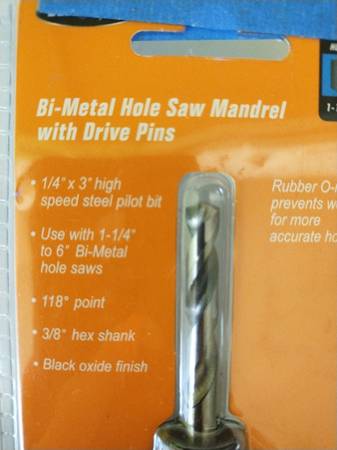 Bi-Metal Hole Saw Mandrel
with Drive Pins
• 1/4" x 3" high
speed steel pilot bit
• Use with 1-1/4"
to 6" Bi-Metal
hole saws
• 118° point
• 3/8" hex shank
• Black oxide finish
Rubber O-
prevents
for more
accurate